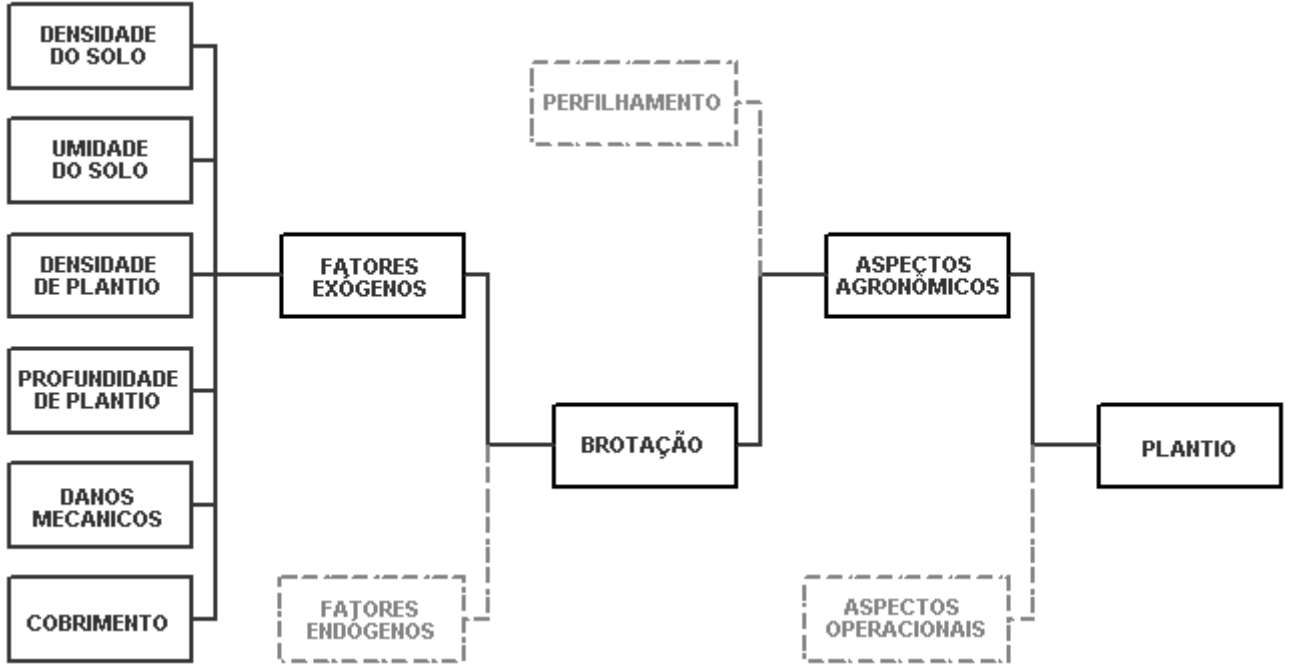 DENSIDADE
DO SOLO
UMIDADE
DO SOLO
DENSIDADE
DE PLANTIO
PROFUNDIDADE
DE PLANTIO
DANOS
MECANICOS
COBRIMENTO
FATORES
EXÓGENOS
FATORES
ENDÓGENOS
PERFILHAMENTO
BROTAÇÃO
ASPECTOS
AGRONÔMICOS
ASPECTOS
OPERACIONAIS
PLANTIO